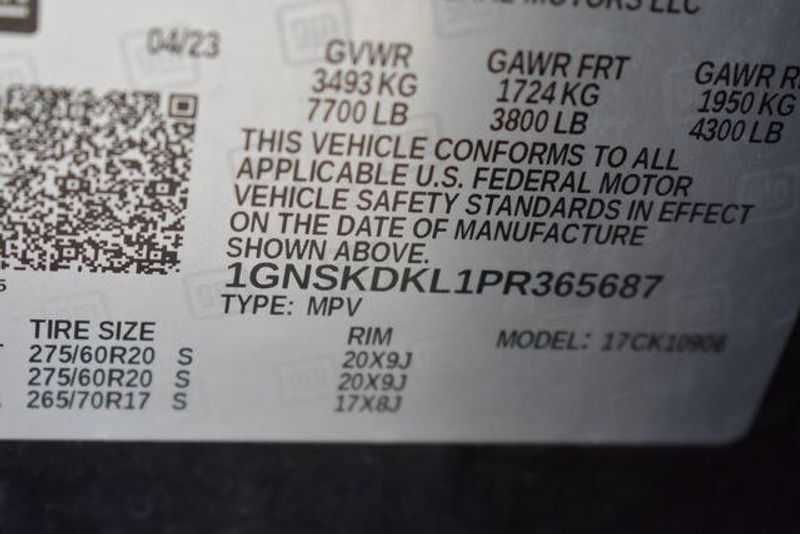 MOTORS LLC
04/23
GVWR GAWR FRT GAWR
3493 KG 1724 KG 1950 KG
7700 LB 3800 LB 4300 LB
THIS VEHICLE CONFORMS TO ALL
APPLICABLE U.S. FEDERAL MOTOR
VEHICLE SAFETY STANDARDS IN EFFECT
ON THE DATE OF MANUFACTURE
SHOWN ABOVE.
1GNSKDKL1PR365687
TYPE: MPV
TIRE SIZE RIM MODEL: 17CK10906
275/60R20 S 20X9J
275/60R20 S 20X9J
265/70R17 S 17X8J